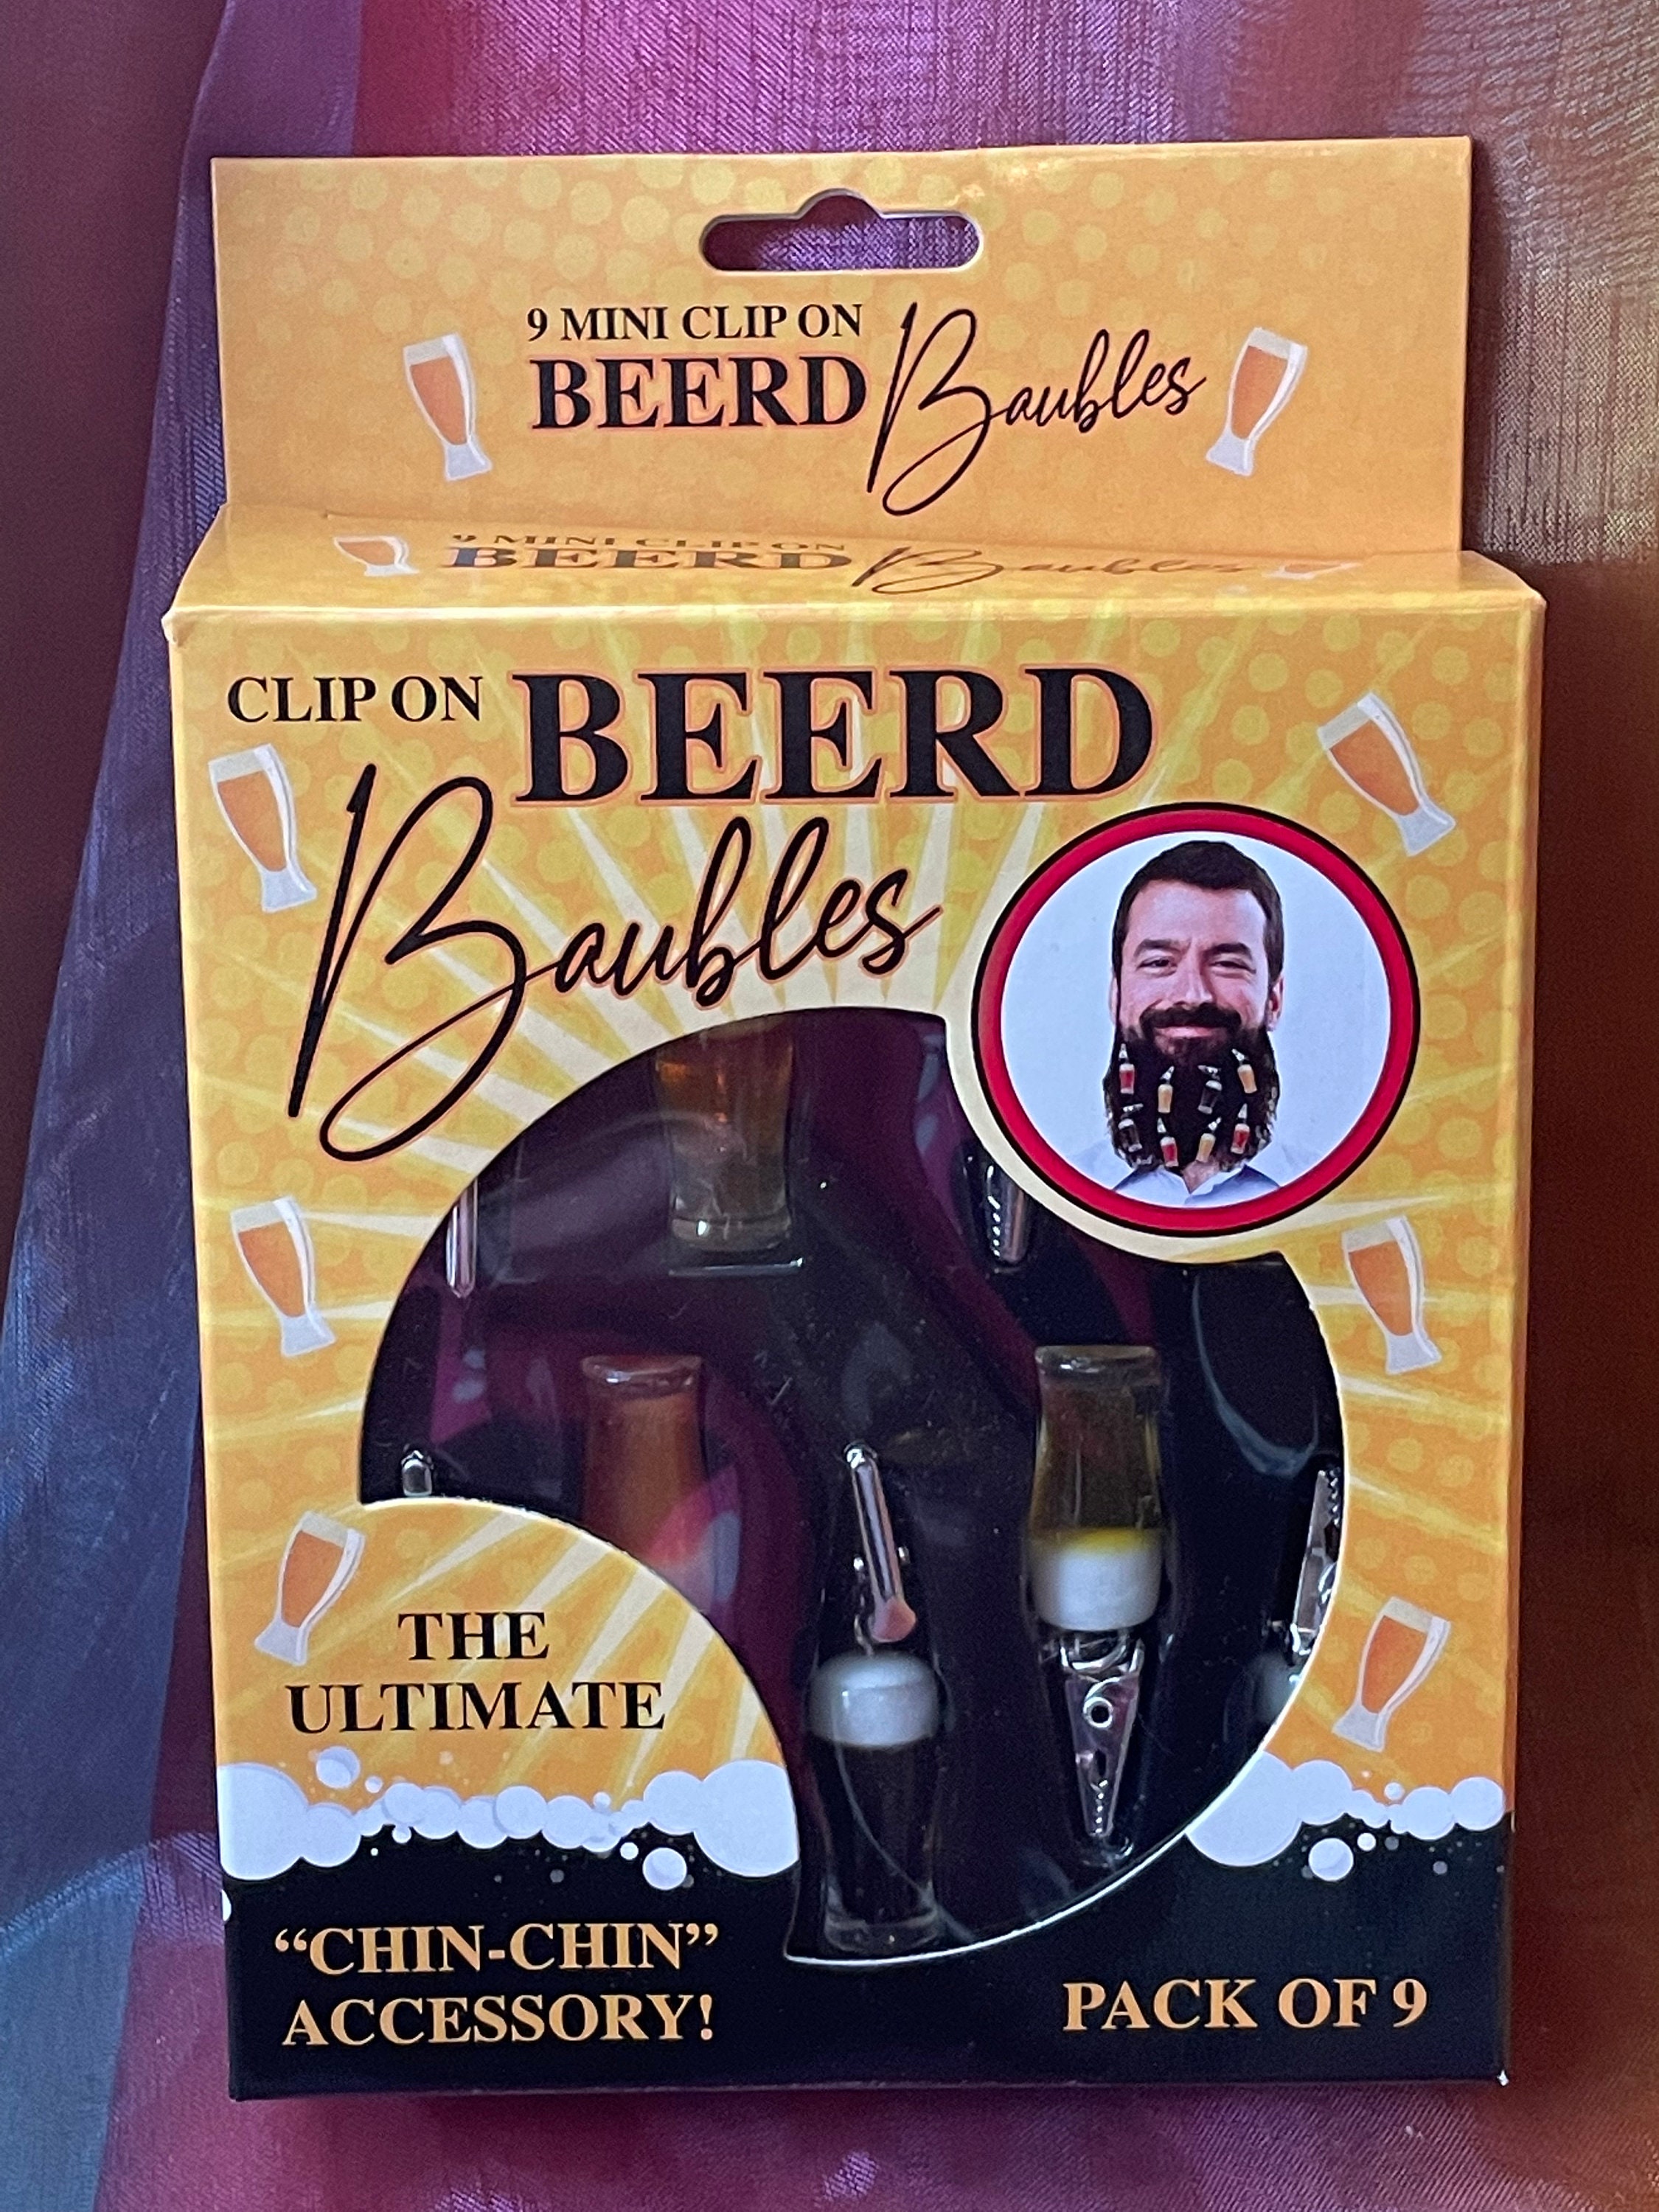 9 MINI CLIP ON
BEERD Baubles
9 MINI CLIP ON
BEERD Baubles
CLIP ON BEERD
Baubles
THE
ULTIMATE
“CHIN-CHIN”
ACCESSORY!
PACK OF 9